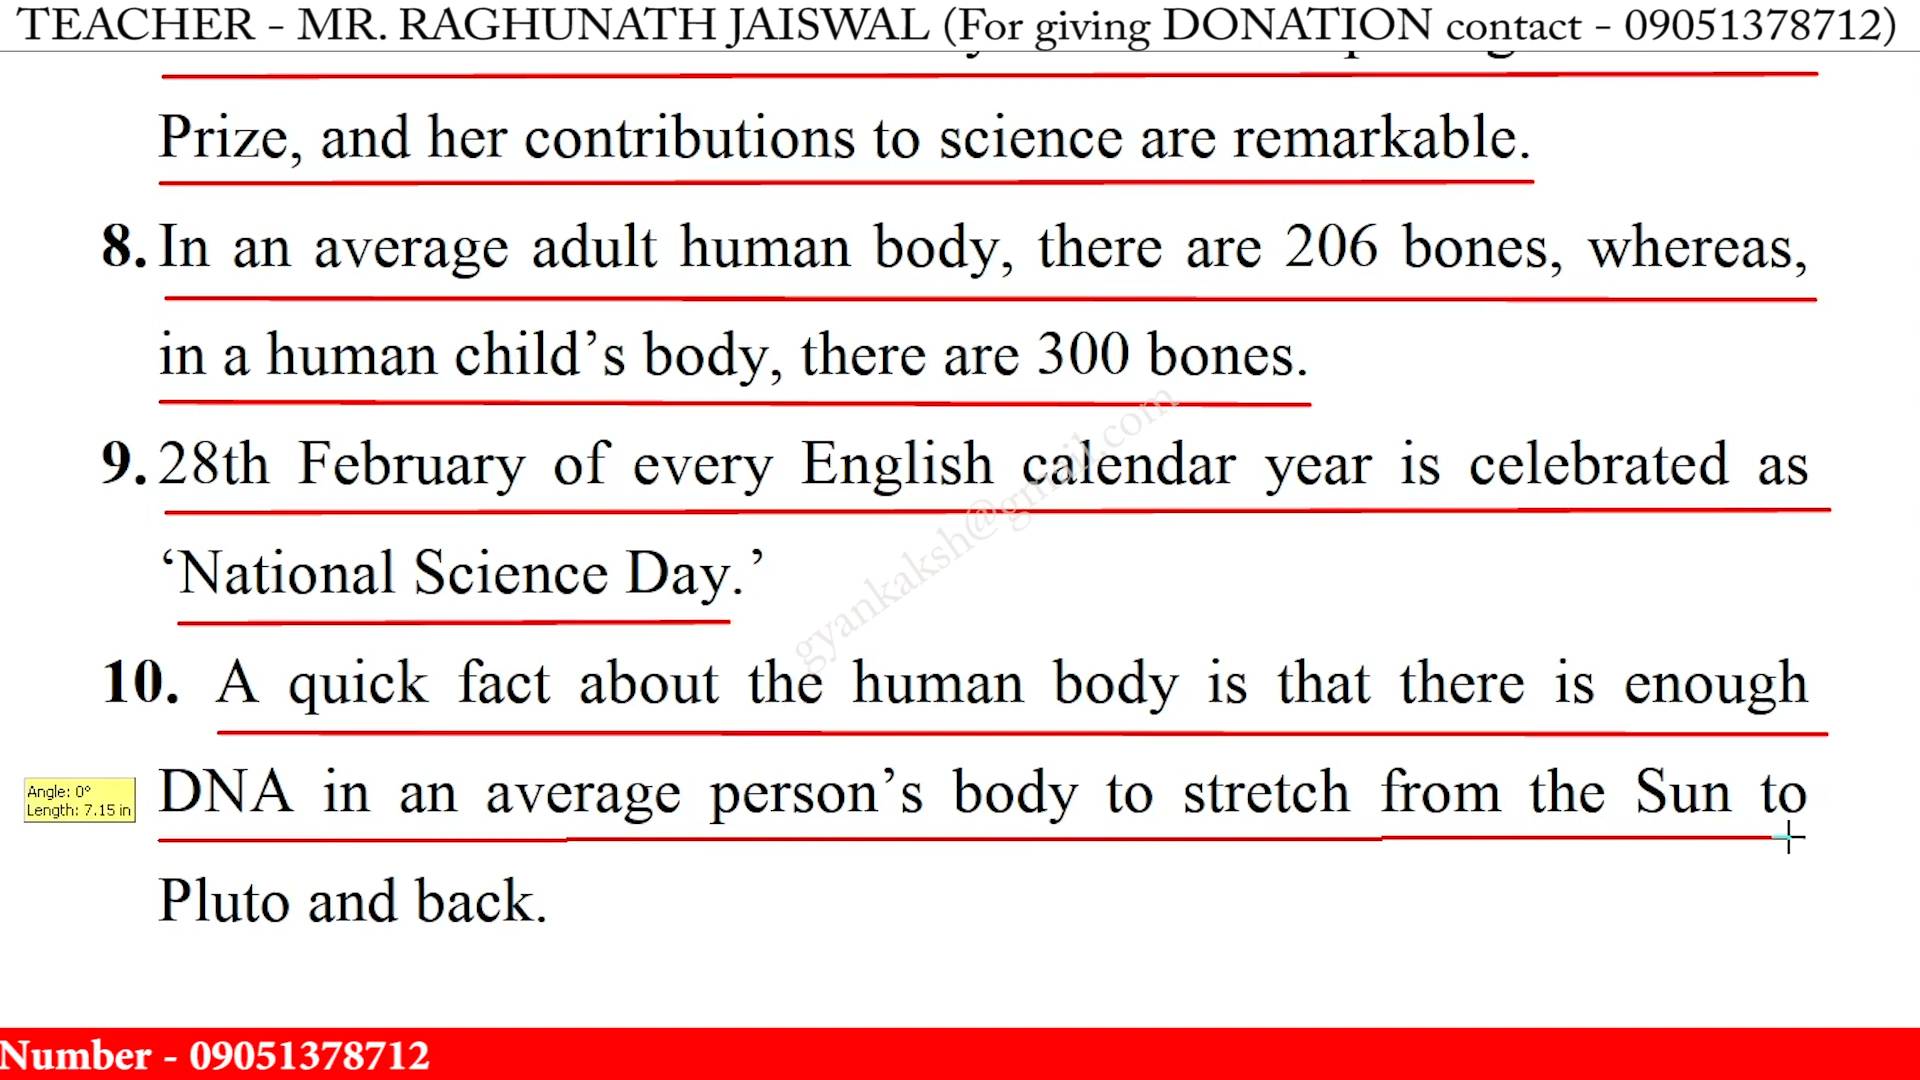 TEACHER - MR. RAGHUNATH JAISWAL (For giving DONATION contact - 09051378712)
Prize, and her contributions to science are remarkable.
8. In an average adult human body, there are 206 bones, whereas,
in a human child’s body, there are 300 bones.
9. 28th February of every English calendar year is celebrated as
‘National Science Day.’
10. A quick fact about the human body is that there is enough
DNA in an average person’s body to stretch from the Sun to
Pluto and back.
Angle: 0°
Length: 7.15 in
gyankaksh@gmail.com
Number - 09051378712